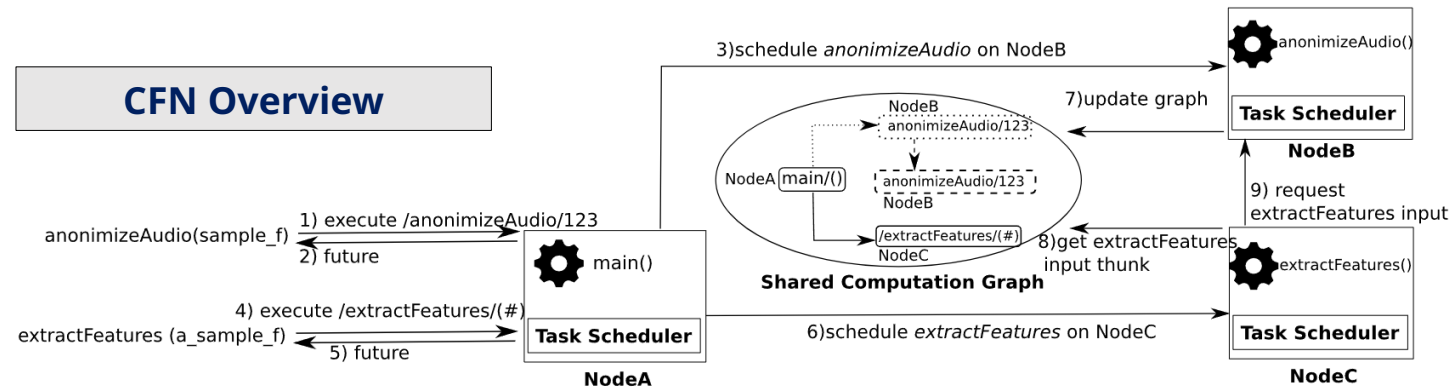 CFN Overview
3)schedule anonimizeAudio on NodeB
anonimizeAudio()
Task Scheduler
NodeB
7)update graph
NodeB
anonimizeAudio/123
NodeA main/()
anonimizeAudio/123
NodeB
/extractFeatures/(#)
NodeC
Shared Computation Graph
9) request
extractFeatures input
8)get extractFeatures
input thunk
1) execute /anonimizeAudio/123
anonimizeAudio(sample_f)
2) future
main()
4) execute /extractFeatures/(#)
extractFeatures (a_sample_f)
5) future
Task Scheduler
NodeA
6)schedule extractFeatures on NodeC
extractFeatures()
Task Scheduler
NodeC